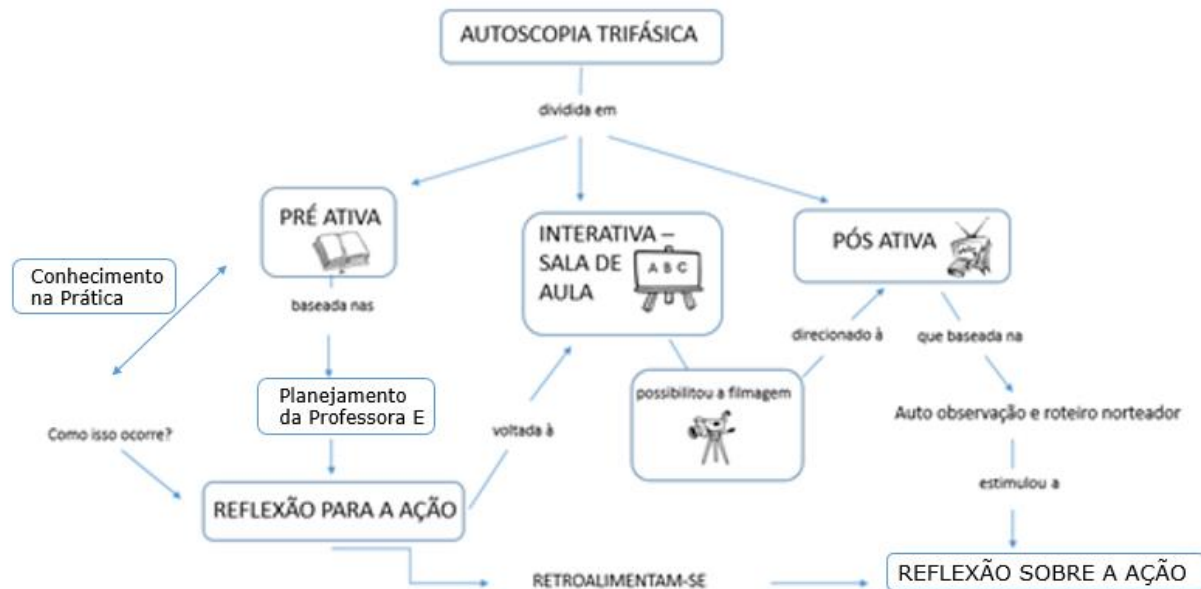 AUTOSCOPIA TRIFÁSICA
dividida em
PRÉ ATIVA
INTERATIVA –
SALA DE
AULA
A B C
PÓS ATIVA
Conhecimento
na Prática
baseada nas
direcionado à
que baseada na
Planejamento
da Professora E
possibilitou a filmagem
Como isso ocorre?
voltada à
Auto observação e roteiro norteador
estimulou a
REFLEXÃO PARA A AÇÃO
RETROALIMENTAM-SE
REFLEXÃO SOBRE A AÇÃO